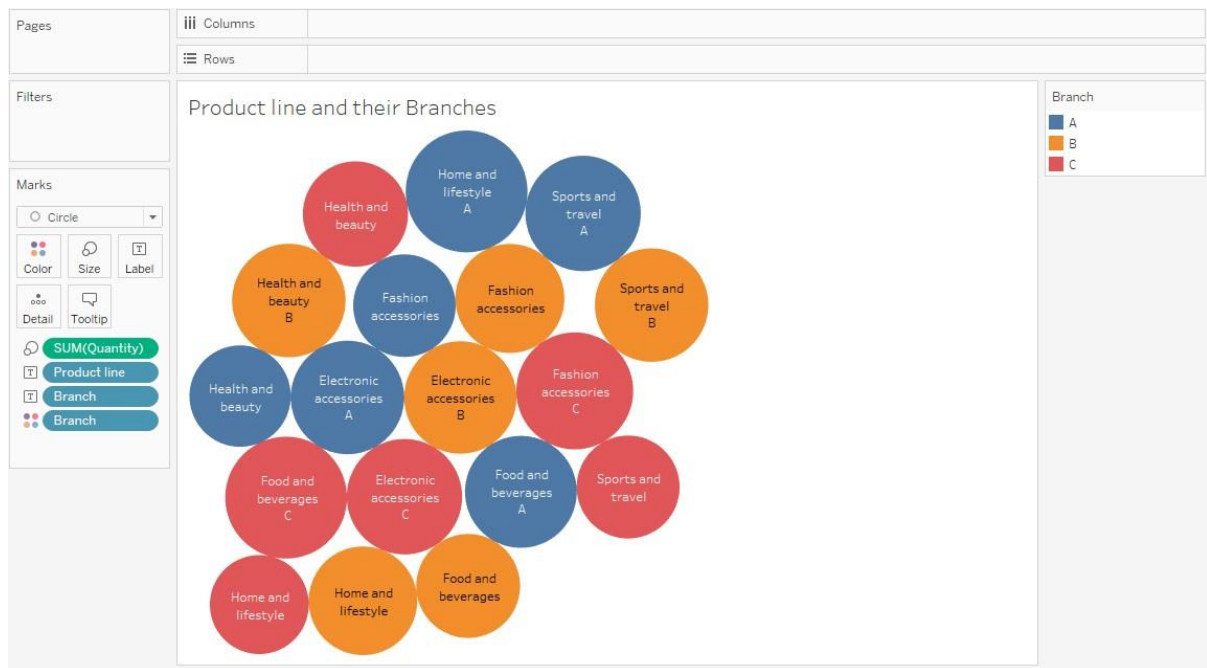 Pages
iii Columns
Rows
Filters
Marks
Circle
Color
Size
Label
Detail
Tooltip
SUM(Quantity)
Product line
Branch
Branch
Product line and their Branches
Home and
lifestyle
A
Sports and
travel
A
Health and
beauty
Health and
beauty
B
Fashion
accessories
Fashion
accessories
Sports and
travel
B
Health and
beauty
Electronic
accessories
A
Electronic
accessories
B
Fashion
accessories
C
Food and
beverages
C
Electronic
accessories
C
Food and
beverages
A
Sports and
travel
Home and
lifestyle
Home and
lifestyle
Food and
beverages
Branch
A
B
C